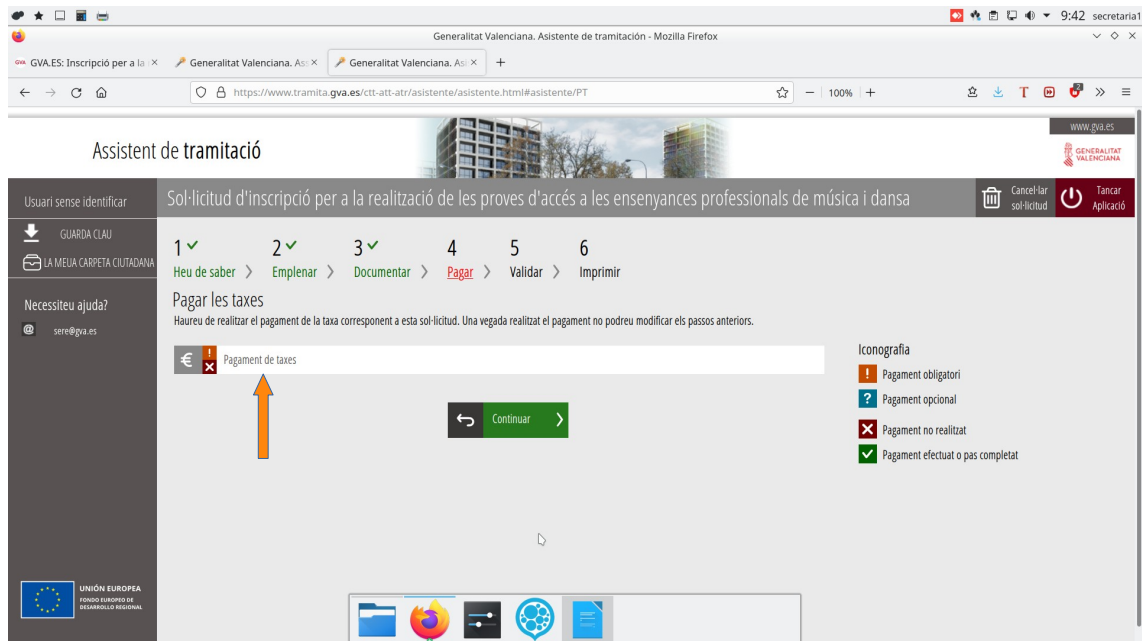 9:42 secretaria1
Generalitat Valenciana. Asistente de tramitación - Mozilla Firefox
GVA.ES: Inscripció per a la
Generalitat Valenciana. Ass
Generalitat Valenciana. Asi
https://www.tramita.gva.es/ctt-att-atr/asistente/asistente.html#asistente/PT
100%
www.gva.es
Assistent de tramitació
GENERALITAT
VALENCIANA
Usuari sense identificar
Sol·licitud d'inscripció per a la realització de les proves d'accés a les ensenyances professionals de música i dansa
Cancel·lar
sol·licitud
Tancar
Aplicació
GUARDA CLAU
LA MEUA CARPETA CIUTADANA
Necessiteu ajuda?
sere@gva.es
1 2 3 4 5 6
Heu de saber Emplenar Documentar Pagar Validar Imprimir
Pagar les taxes
Haureu de realitzar el pagament de la taxa corresponent a esta sol·licitud. Una vegada realitzat el pagament no podreu modificar els passos anteriors.
€ ! Pagament de taxes
Continuar
Iconografia
! Pagament obligatori
? Pagament opcional
Pagament no realitzat
Pagament efectuat o pas completat
UNIÓN EUROPEA
FONDO EUROPEO DE
DESARROLLO REGIONAL